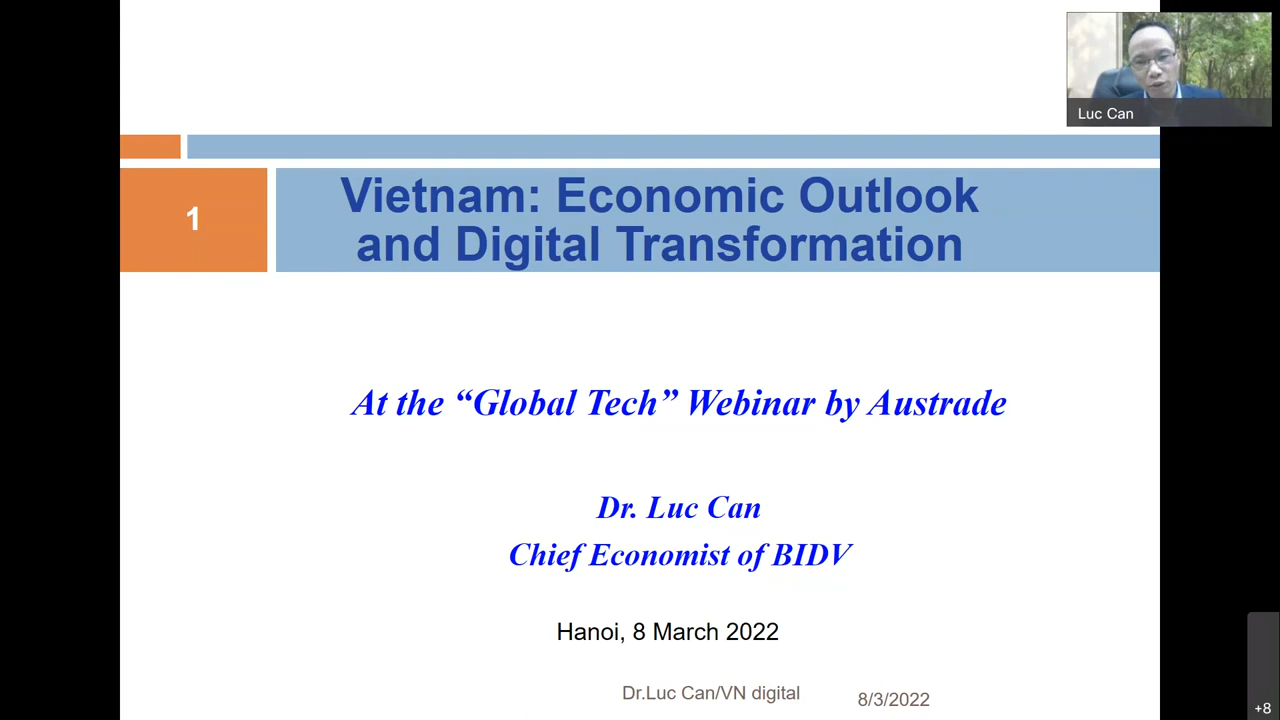 Luc Can
1
Vietnam: Economic Outlook
and Digital Transformation
At the “Global Tech” Webinar by Austrade
Dr. Luc Can
Chief Economist of BIDV
Hanoi, 8 March 2022
Dr.Luc Can/VN digital
8/3/2022
+8